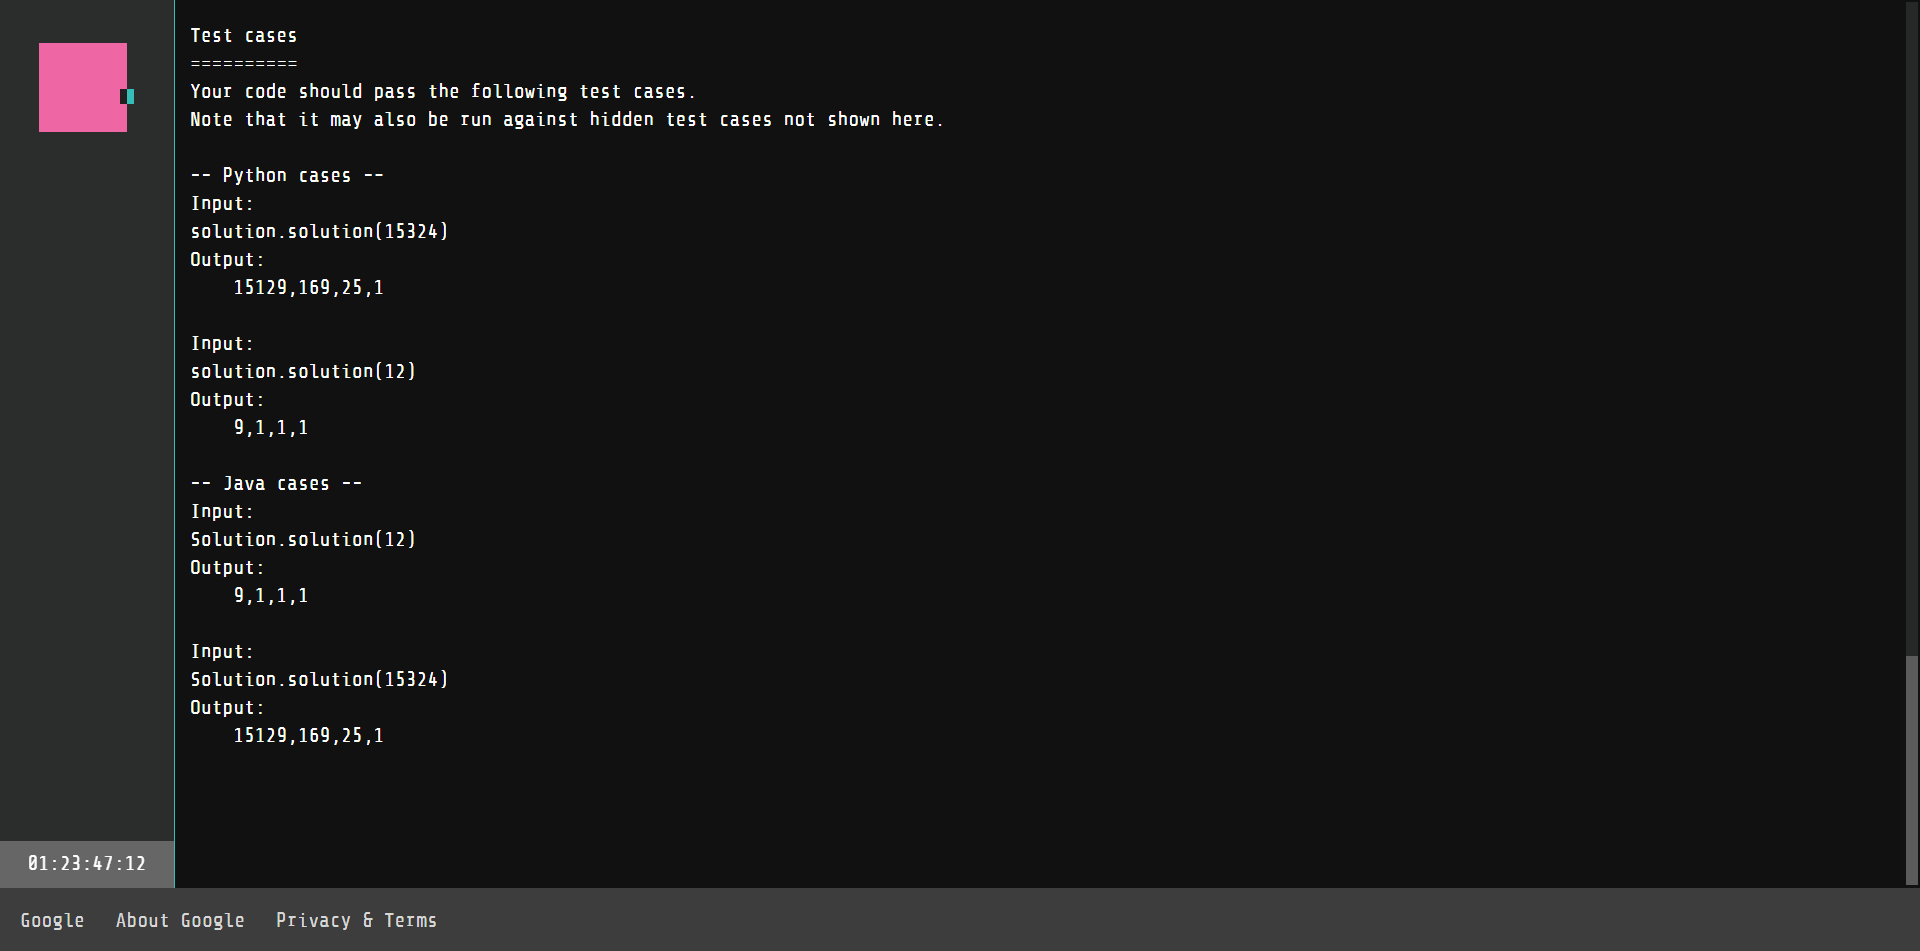 Test cases
==========
Your code should pass the following test cases.
Note that it may also be run against hidden test cases not shown here.
-- Python cases --
Input:
solution.solution(15324)
Output:
    15129,169,25,1
Input:
solution.solution(12)
Output:
    9,1,1,1
-- Java cases --
Input:
Solution.solution(12)
Output:
    9,1,1,1
Input:
Solution.solution(15324)
Output:
    15129,169,25,1
01:23:47:12
Google About Google Privacy & Terms